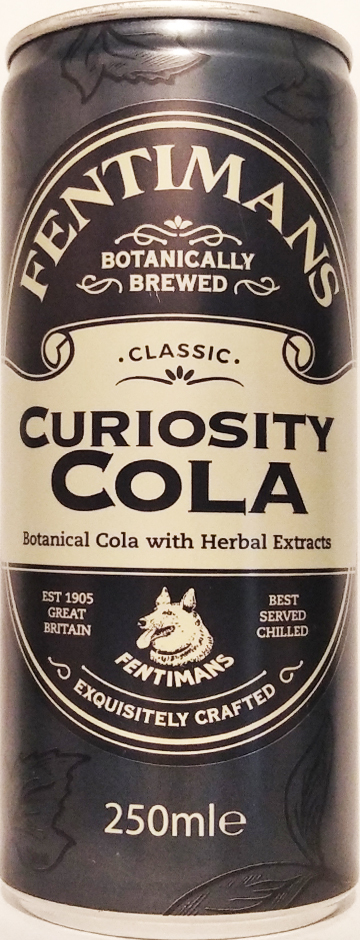 FENTIMANS
BOTANICALLY
BREWED
.CLASSIC.
CURIOSITY
COLA
Botanical Cola with Herbal Extracts
EST 1905
GREAT
BRITAIN
BEST
SERVED
CHILLED
FENTIMANS
EXQUISITELY CRAFTED
250ml℮